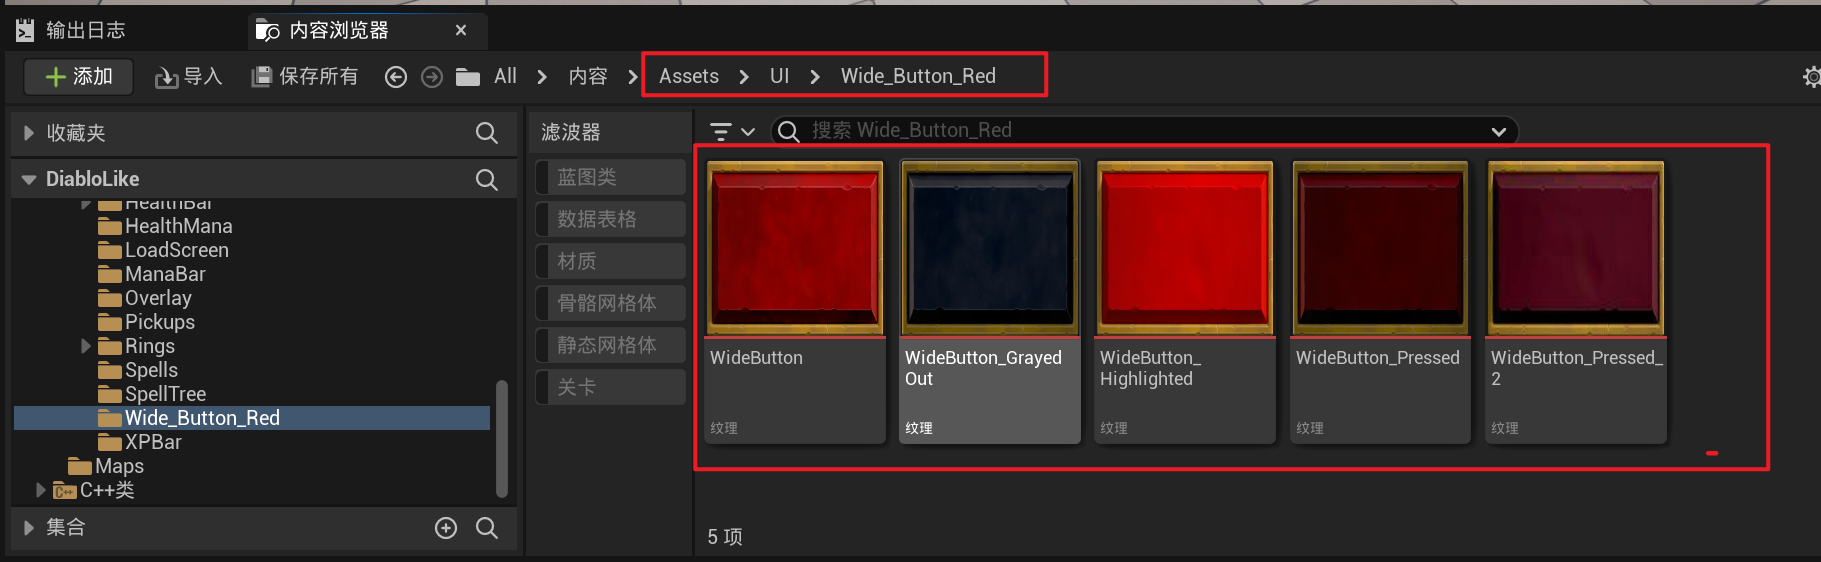 输出日志
内容浏览器
添加
导入
保存所有
All
内容
Assets
UI
Wide_Button_Red
收藏夹
DiabloLike
HealthBar
HealthMana
LoadScreen
ManaBar
Overlay
Pickups
Rings
Spells
SpellTree
Wide_Button_Red
XPBar
Maps
C++类
集合
滤波器
蓝图类
数据表格
材质
骨骼网格体
静态网格体
关卡
搜索 Wide_Button_Red
WideButton
纹理
WideButton_Grayed
Out
纹理
WideButton_
Highlighted
纹理
WideButton_Pressed
纹理
WideButton_Pressed_
2
纹理
5 项